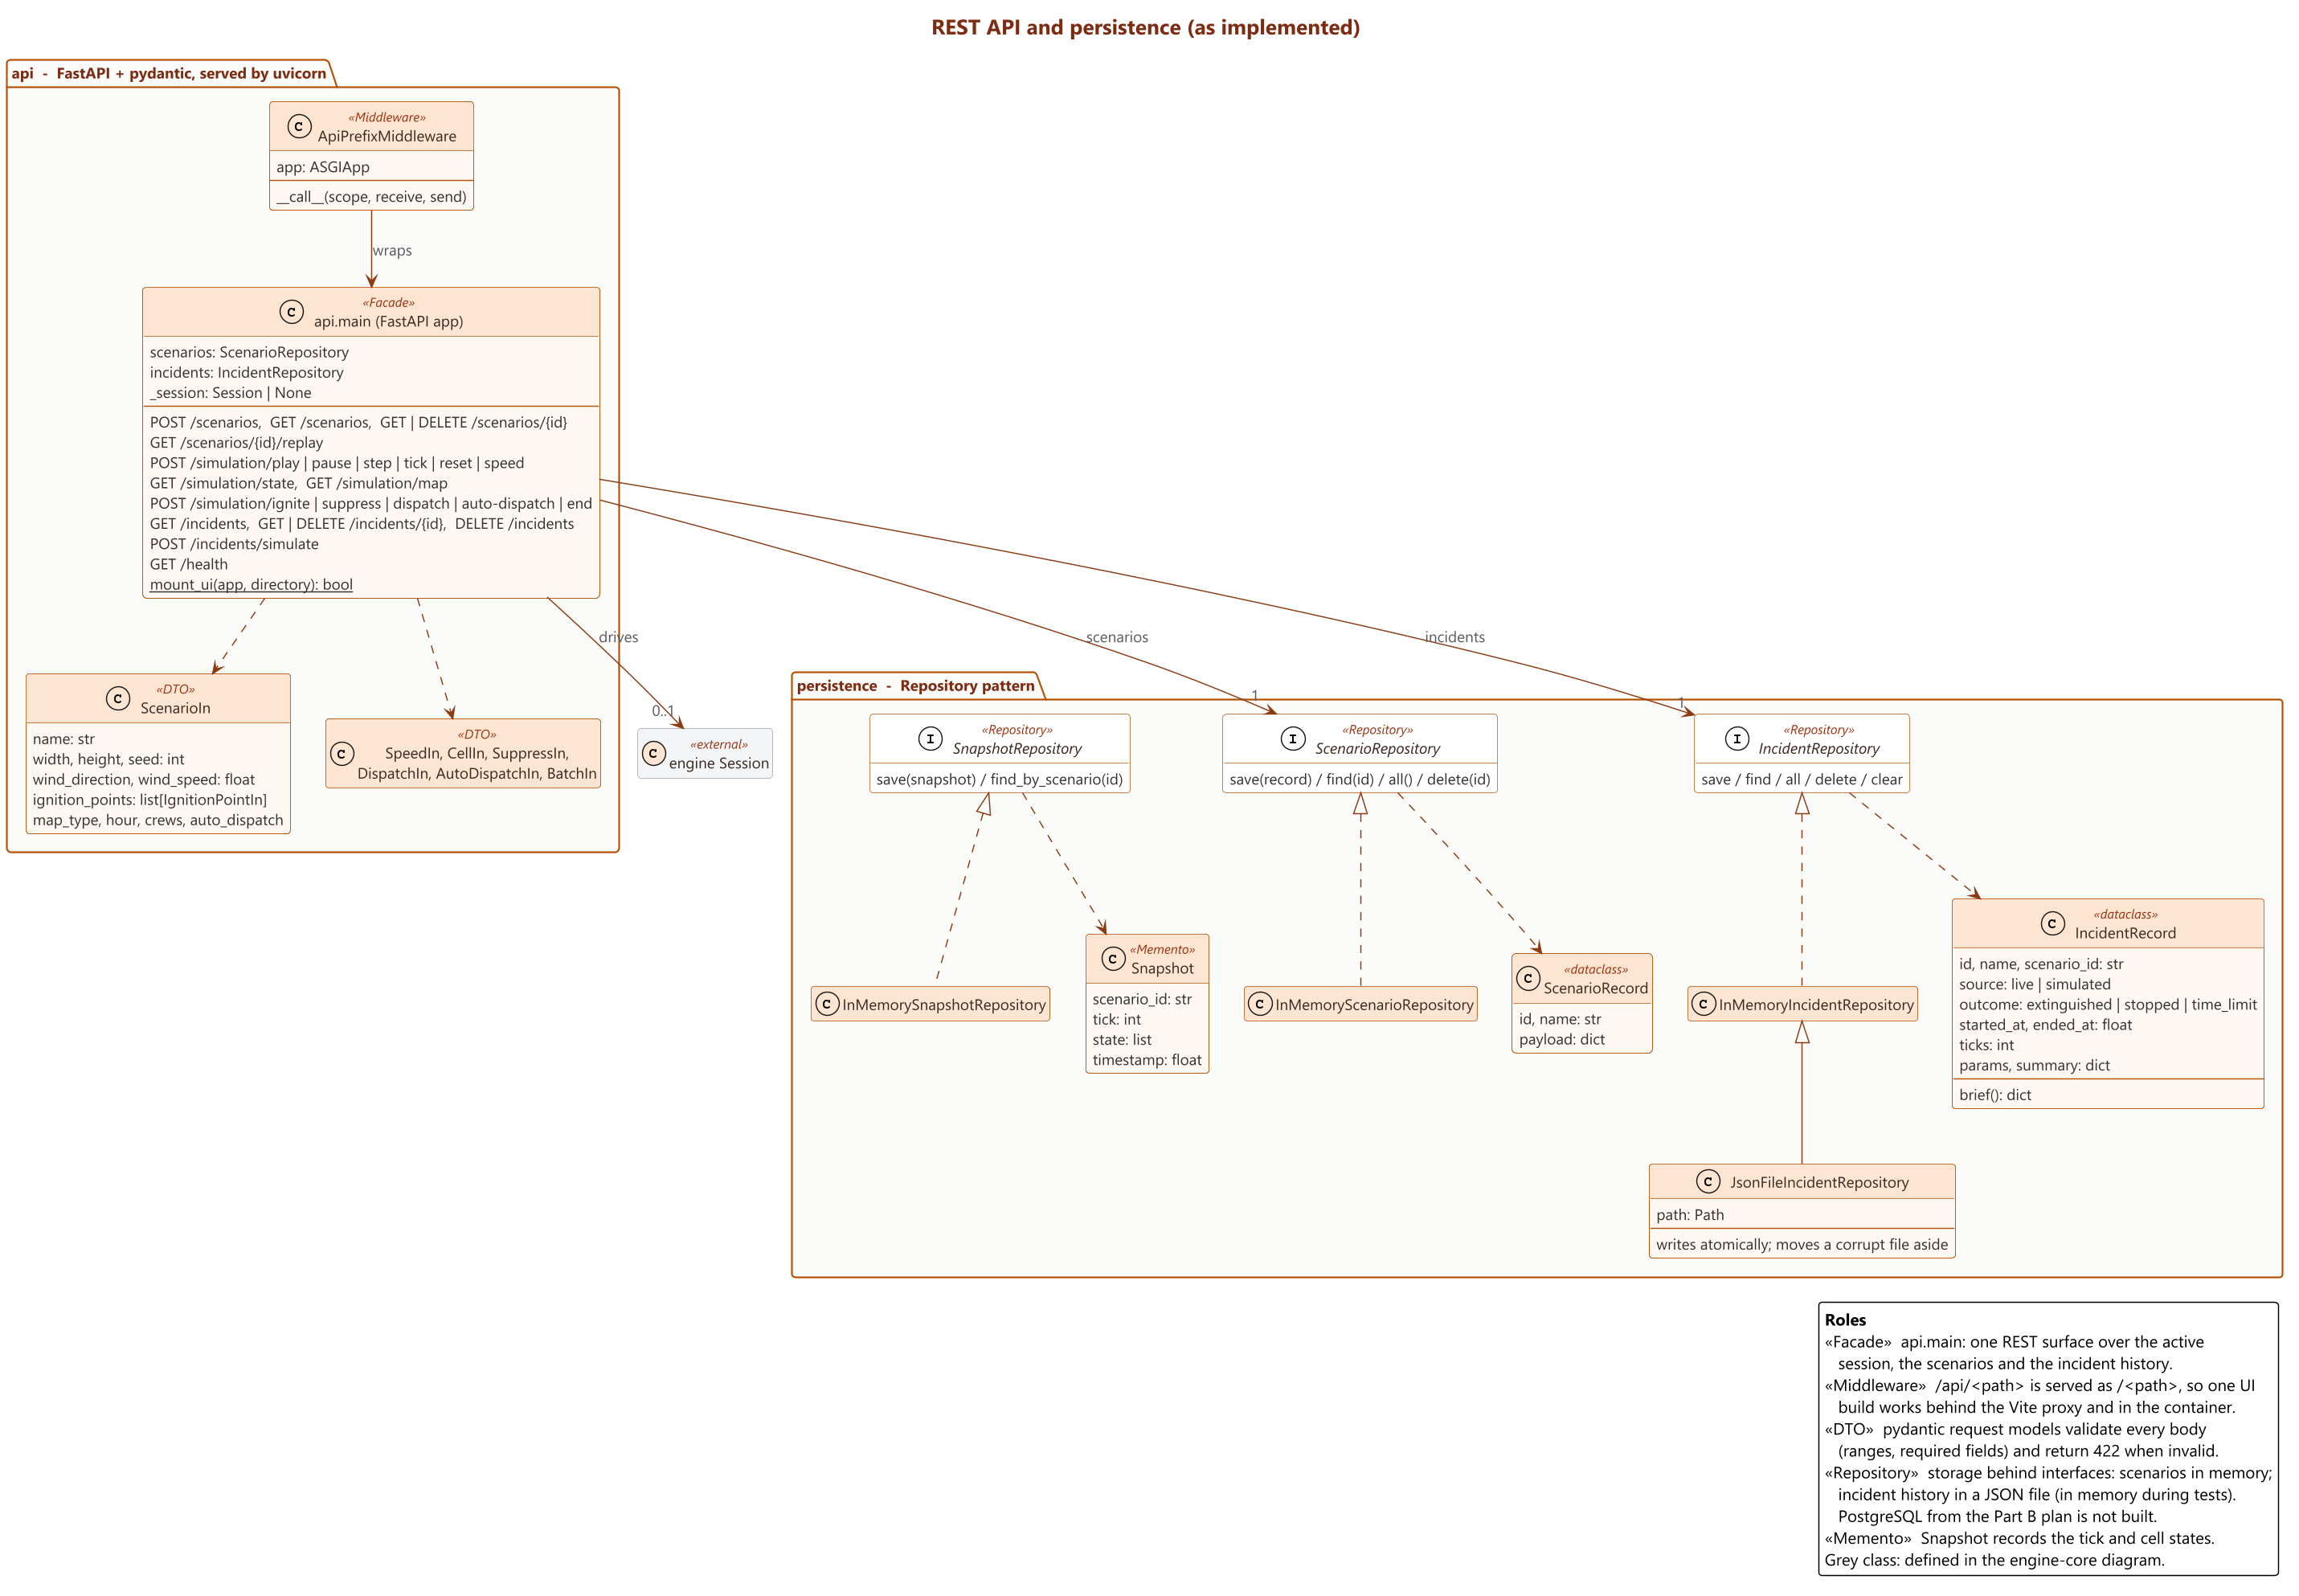 REST API and persistence (as implemented)
api - FastAPI + pydantic, served by uvicorn
«Middleware»
C
ApiPrefixMiddleware
app: ASGIApp
__call__(scope, receive, send)
wraps
«Facade»
C
api.main (FastAPI app)
scenarios: ScenarioRepository
incidents: IncidentRepository
_session: Session | None
POST /scenarios, GET /scenarios, GET | DELETE /scenarios/{id}
GET /scenarios/{id}/replay
POST /simulation/play | pause | step | tick | reset | speed
GET /simulation/state, GET /simulation/map
POST /simulation/ignite | suppress | dispatch | auto-dispatch | end
GET /incidents, GET | DELETE /incidents/{id}, DELETE /incidents
POST /incidents/simulate
GET /health
mount_ui(app, directory): bool
drives
scenarios
incidents
0..1
1
1
«DTO»
C
ScenarioIn
name: str
width, height, seed: int
wind_direction, wind_speed: float
ignition_points: list[IgnitionPointIn]
map_type, hour, crews, auto_dispatch
«DTO»
C
SpeedIn, CellIn, SuppressIn,
DispatchIn, AutoDispatchIn, BatchIn
«external»
C
engine Session
persistence - Repository pattern
«Repository»
I
SnapshotRepository
save(snapshot) / find_by_scenario(id)
«Repository»
I
ScenarioRepository
save(record) / find(id) / all() / delete(id)
«Repository»
I
IncidentRepository
save / find / all / delete / clear
C InMemorySnapshotRepository
«Memento»
C
Snapshot
scenario_id: str
tick: int
state: list
timestamp: float
C InMemoryScenarioRepository
«dataclass»
C
ScenarioRecord
id, name: str
payload: dict
C InMemoryIncidentRepository
«dataclass»
C
IncidentRecord
id, name, scenario_id: str
source: live | simulated
outcome: extinguished | stopped | time_limit
started_at, ended_at: float
ticks: int
params, summary: dict
brief(): dict
C JsonFileIncidentRepository
path: Path
writes atomically; moves a corrupt file aside
Roles
«Facade» api.main: one REST surface over the active
session, the scenarios and the incident history.
«Middleware» /api/<path> is served as /<path>, so one UI
build works behind the Vite proxy and in the container.
«DTO» pydantic request models validate every body
(ranges, required fields) and return 422 when invalid.
«Repository» storage behind interfaces: scenarios in memory;
incident history in a JSON file (in memory during tests).
PostgreSQL from the Part B plan is not built.
«Memento» Snapshot records the tick and cell states.
Grey class: defined in the engine-core diagram.